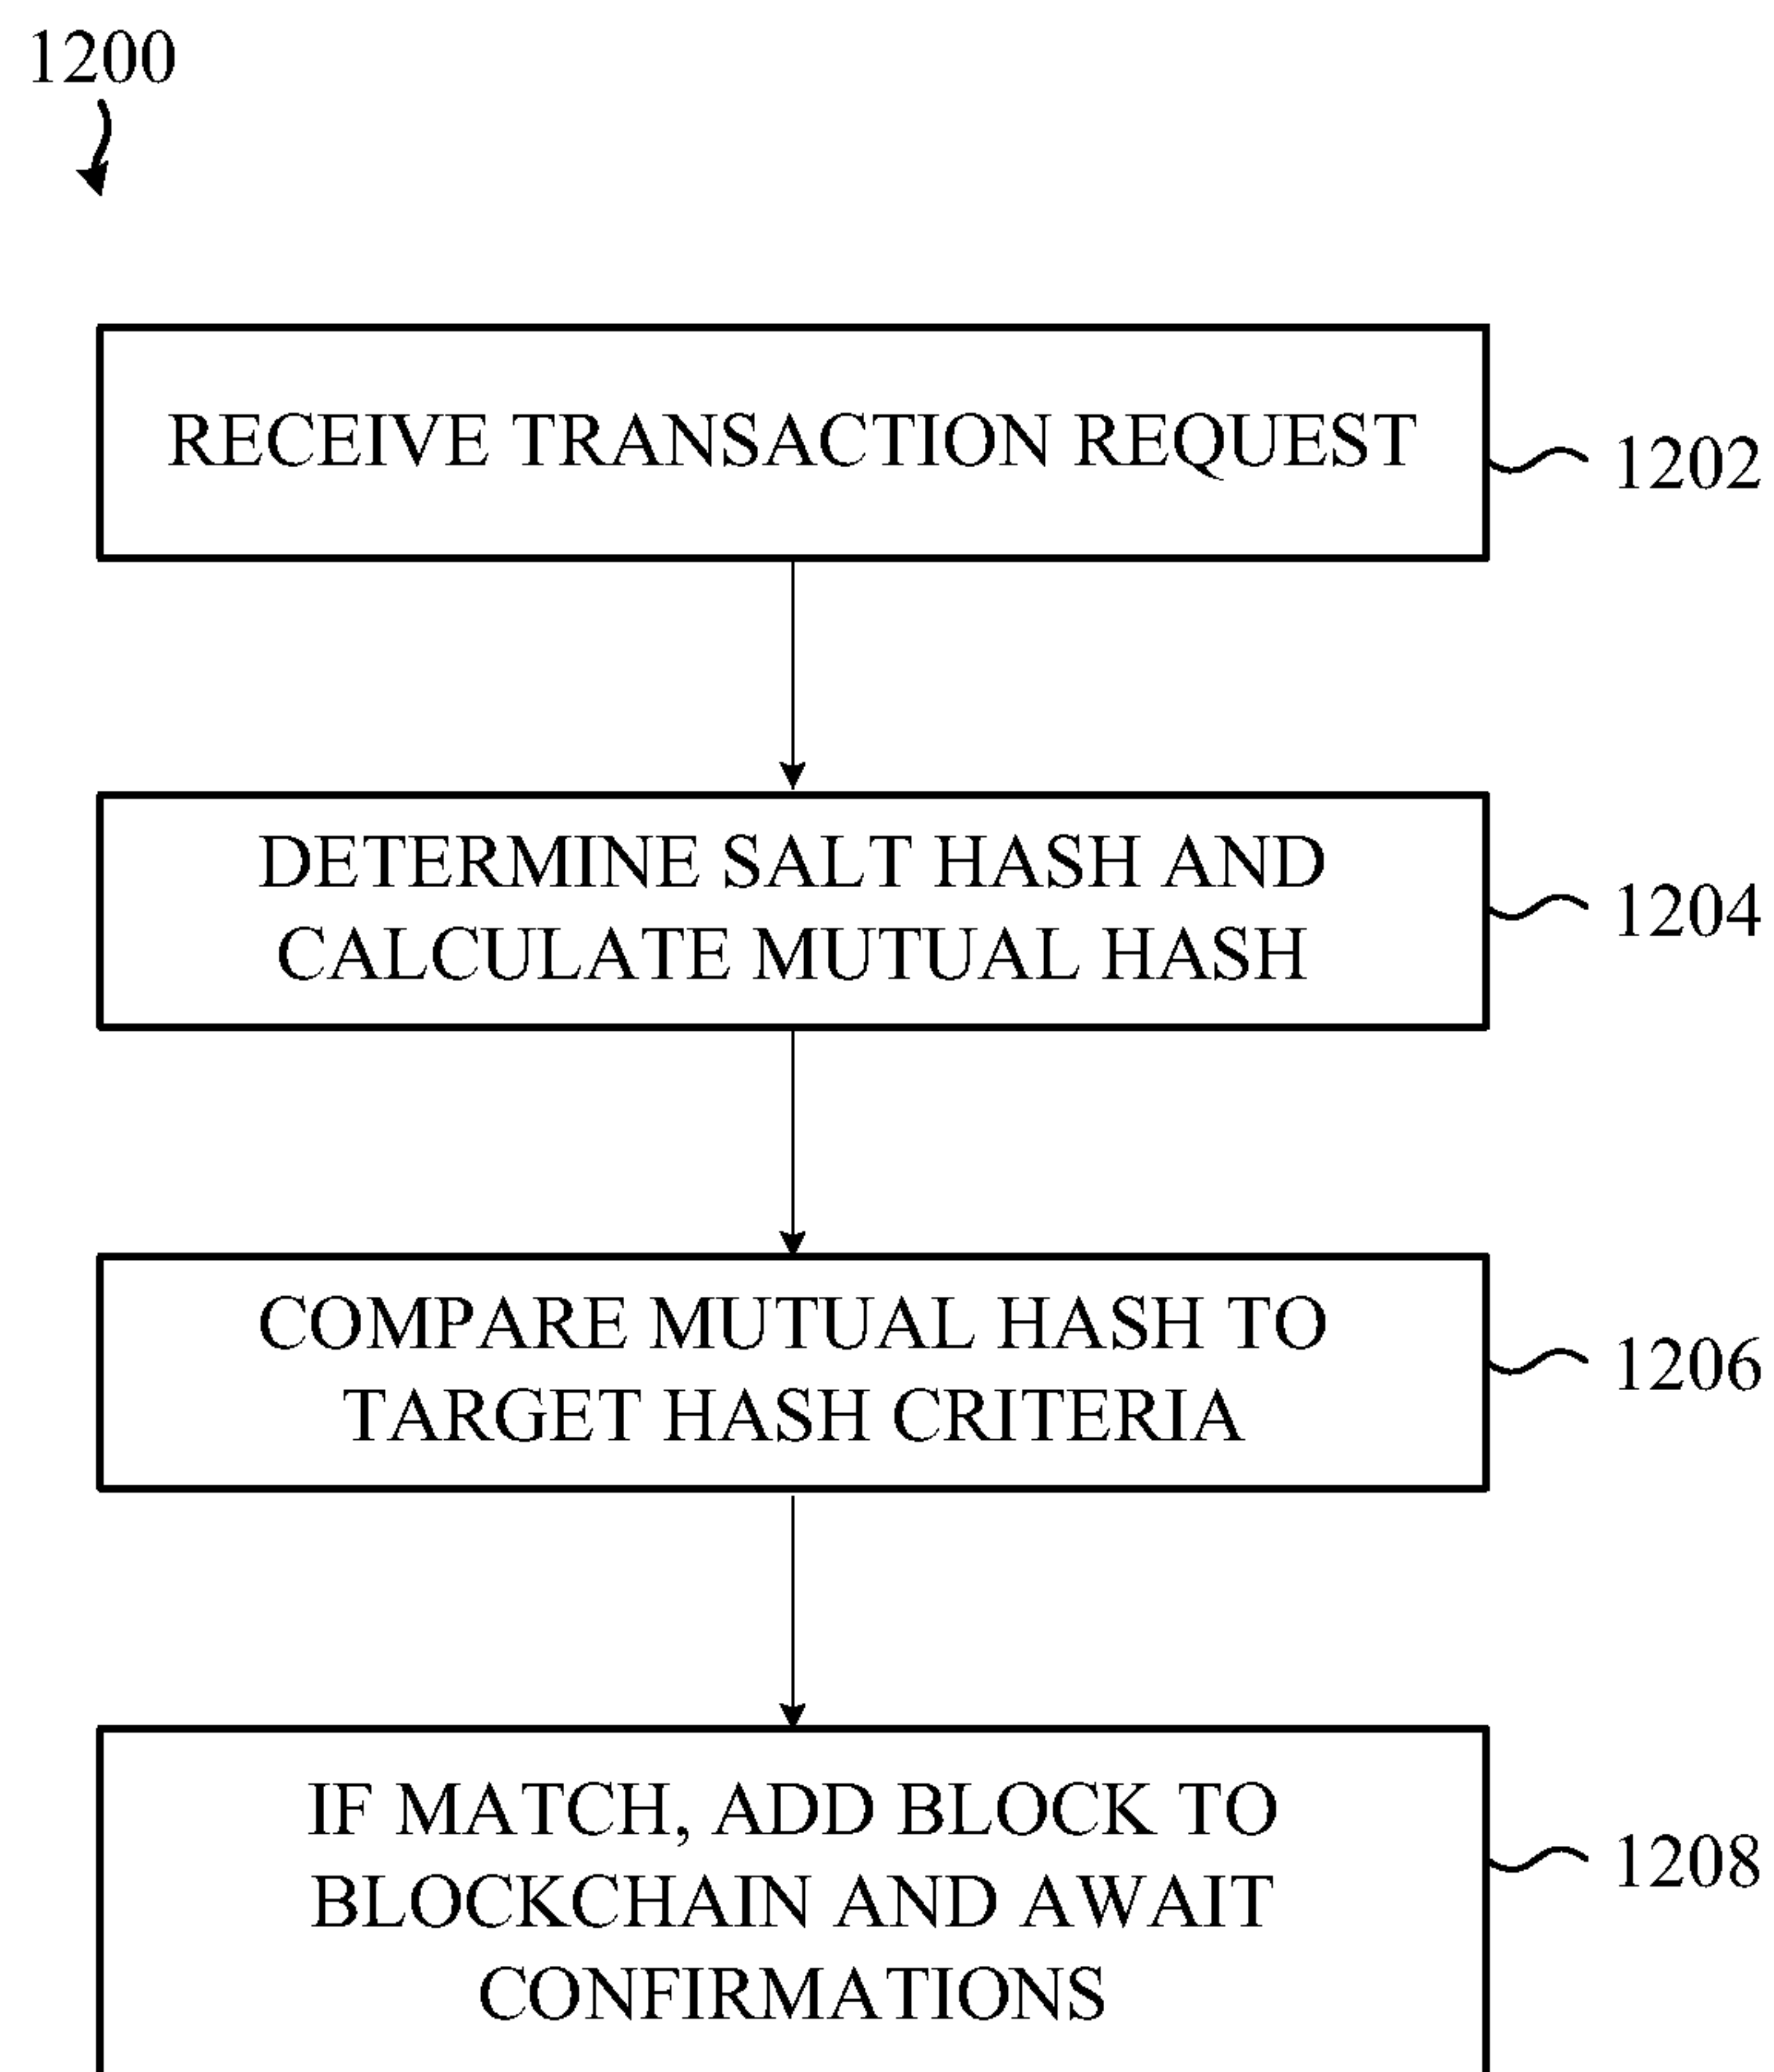 1200
RECEIVE TRANSACTION REQUEST
1202
DETERMINE SALT HASH AND
CALCULATE MUTUAL HASH
1204
COMPARE MUTUAL HASH TO
TARGET HASH CRITERIA
1206
IF MATCH, ADD BLOCK TO
BLOCKCHAIN AND AWAIT
CONFIRMATIONS
1208